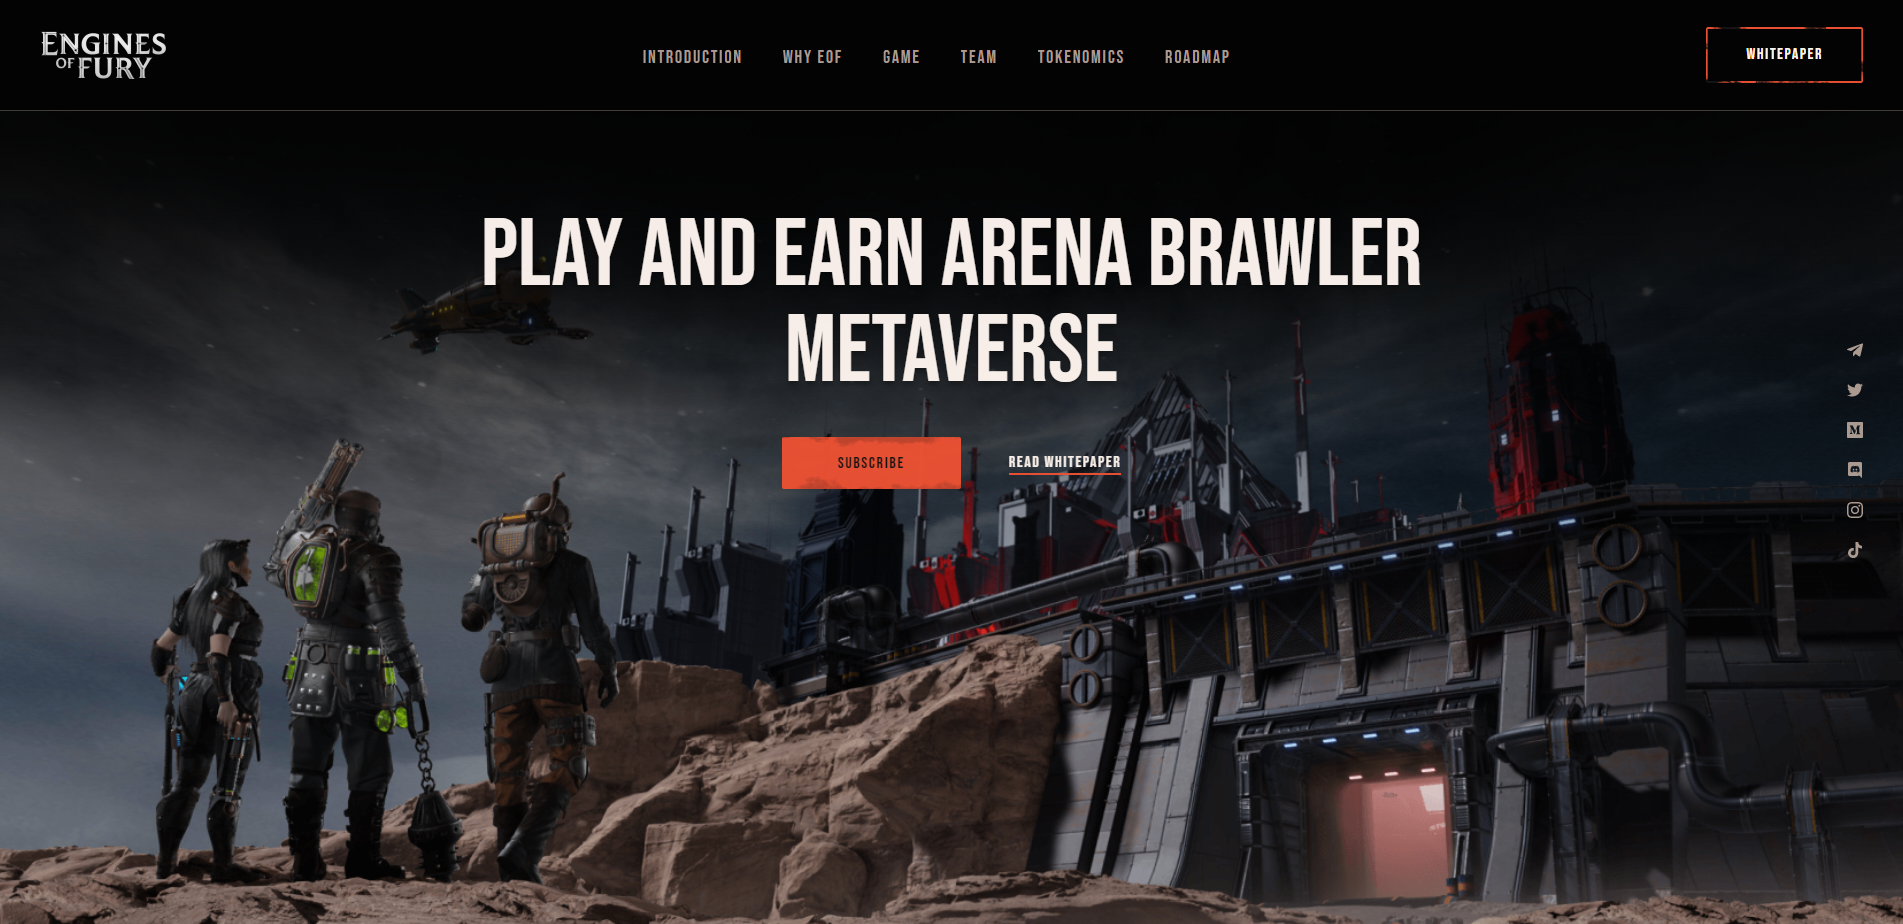 ENGINES
OF FURY
INTRODUCTION
WHY EOF
GAME
TEAM
TOKENOMICS
ROADMAP
WHITEPAPER
PLAY AND EARN ARENA BRAWLER
METAVERSE
SUBSCRIBE
READ WHITEPAPER